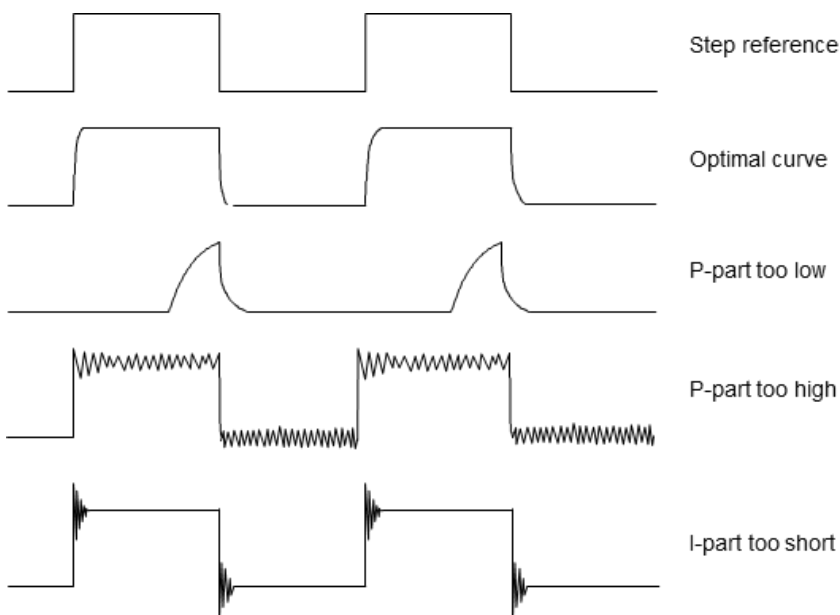 Step reference
Optimal curve
P-part too low
P-part too high
I-part too short